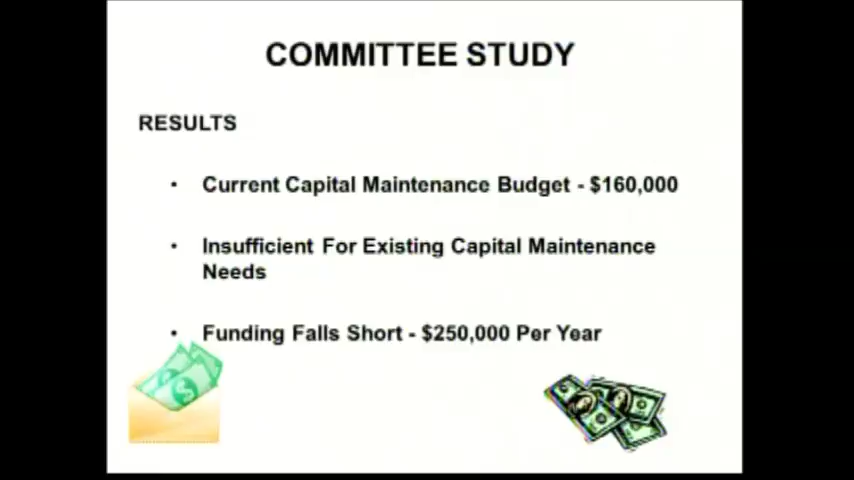 COMMITTEE STUDY
RESULTS
• Current Capital Maintenance Budget - $160,000
• Insufficient For Existing Capital Maintenance
Needs
• Funding Falls Short - $250,000 Per Year